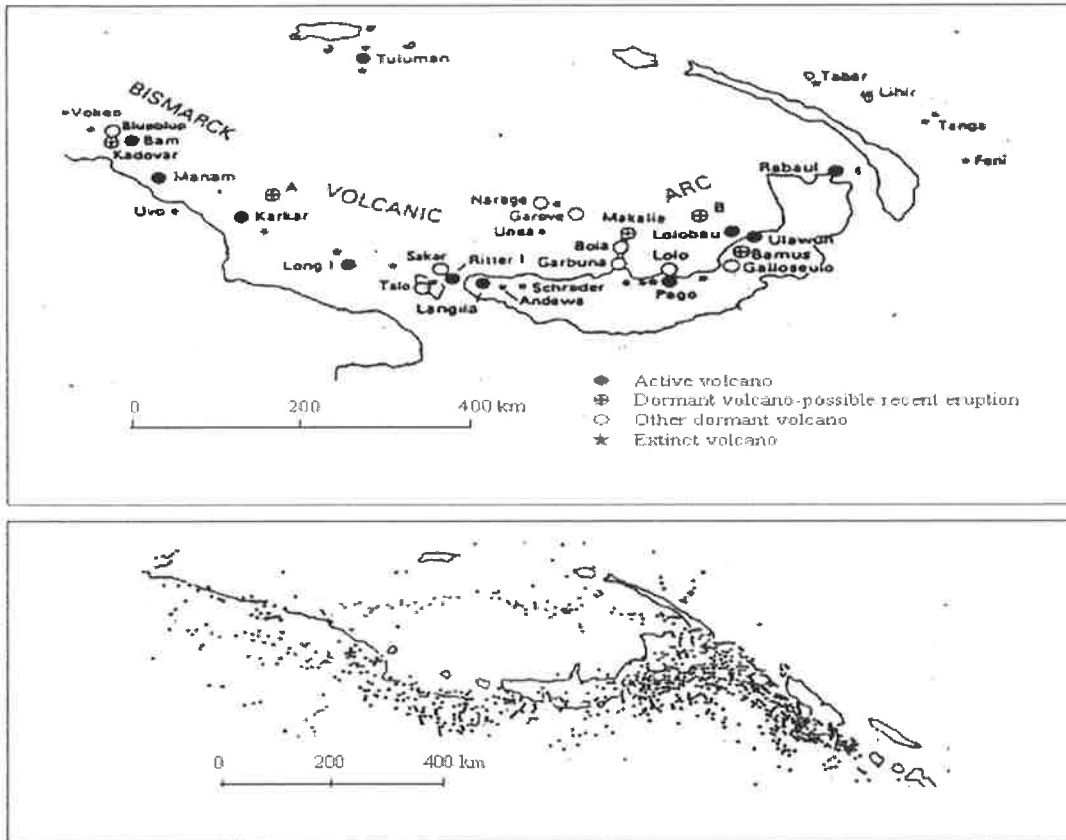 Tuluman
Tabar
Lihir
BISMARCK
Vokeo
Blupblup
Bam
Kadovar
Tanga
Feni
Rabaul
Manam
A
VOLCANIC
ARC
Narage
B
Uvo
Karkar
Garove
Makalia
Unea
Lolobau
Ulawun
Bola
Bamus
Long I
Sakar
Ritter I
Garbuna
Lolo
Galloseulo
Talo
Schrader
Langila
Andewa
Pago
0 200 400 km
Active volcano
Dormant volcano-possible recent eruption
Other dormant volcano
Extinct volcano
0 200 400 km